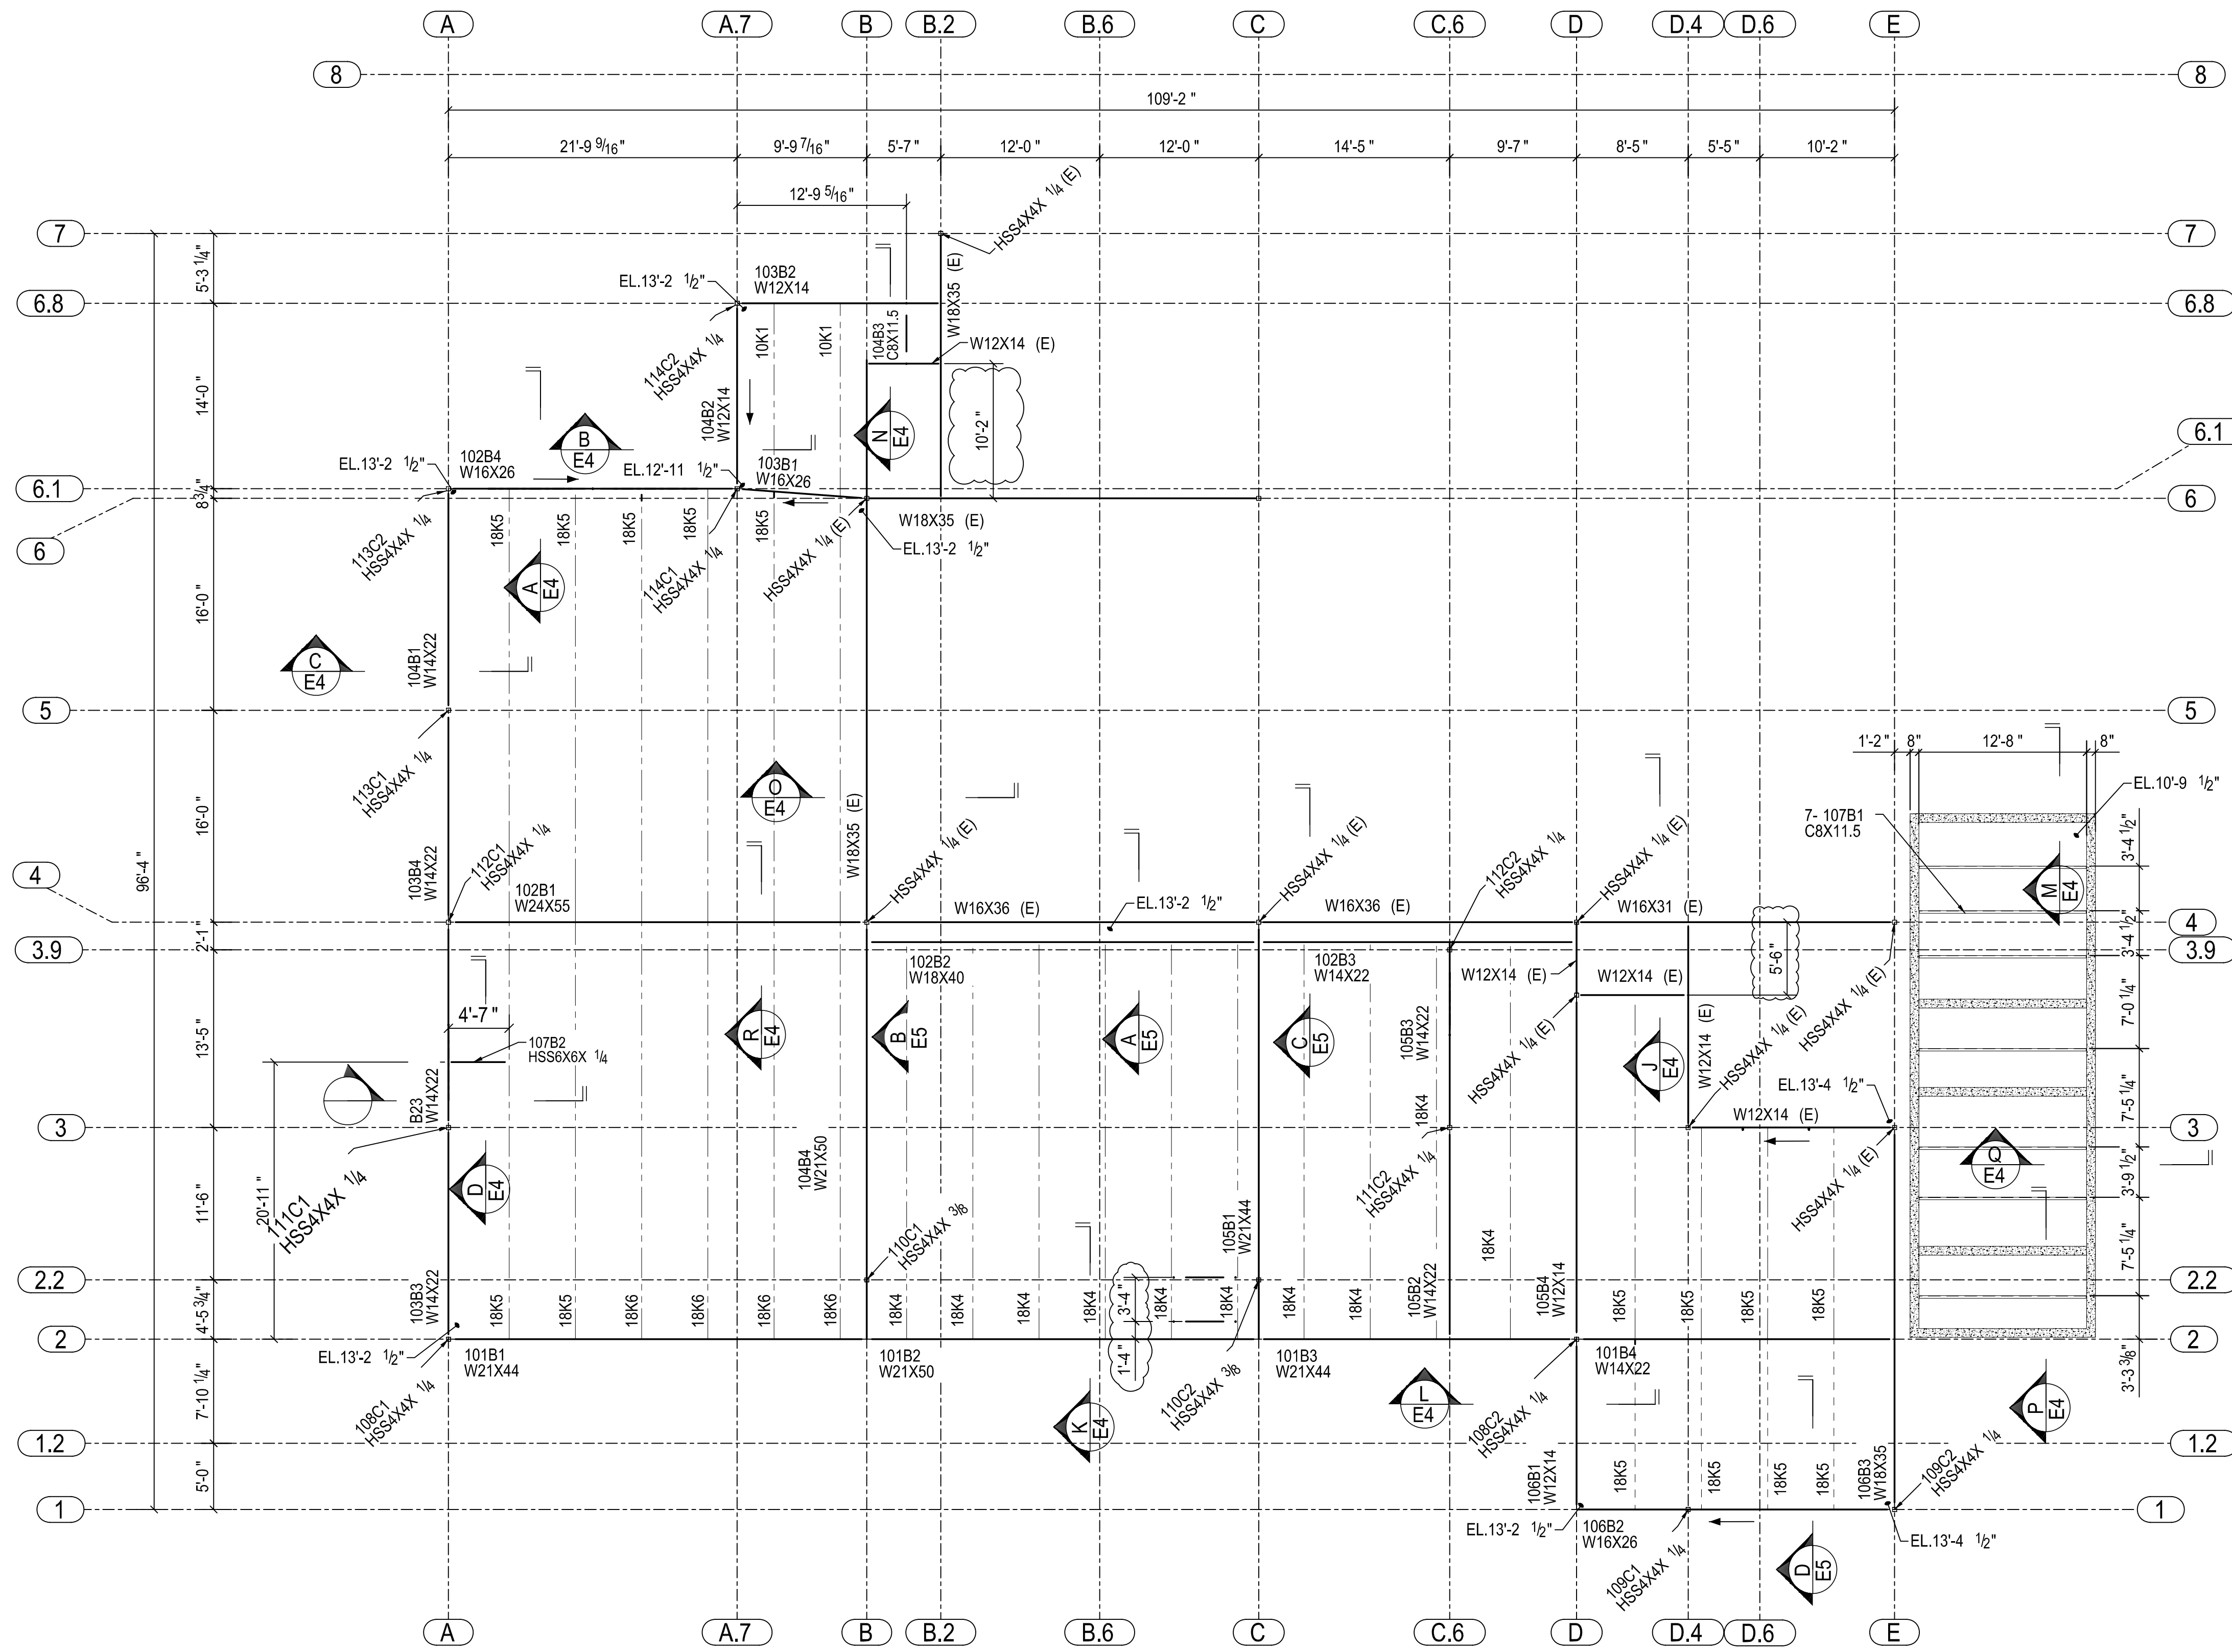 A
A.7
B
B.2
B.6
C
C.6
D
D.4
D.6
E
8
8
109'-2 "
21'-9 9/16"
9'-9 7/16"
5'-7 "
12'-0 "
12'-0 "
14'-5 "
9'-7 "
8'-5 "
5'-5 "
10'-2 "
12'-9 5/16"
HSS4X4X 1/4 (E)
7
7
5'-3 1/4"
EL.13'-2 1/2"
103B2
W12X14
W18X35 (E)
6.8
6.8
10K1
10K1
104B3
C8X11.5
W12X14 (E)
114C2
HSS4X4X 1/4
14'-0 "
104B2
W12X14
10'-2 "
B
E4
N
E4
6.1
EL.13'-2 1/2"
102B4
W16X26
EL.12'-11 1/2"
103B1
W16X26
6.1
8 3/4"
6
6
18K5
18K5
18K5
18K5
18K5
W18X35 (E)
EL.13'-2 1/2"
113C2
HSS4X4X 1/4
114C1
HSS4X4X 1/4
HSS4X4X 1/4 (E)
A
E4
16'-0 "
C
E4
104B1
W14X22
5
5
113C1
HSS4X4X 1/4
O
E4
16'-0 "
W18X35 (E)
1'-2 "
8"
12'-8 "
8"
EL.10'-9 1/2"
7- 107B1
C8X11.5
3'-4 1/2"
96'-4 "
4
103B4
W14X22
112C1
HSS4X4X 1/4
102B1
W24X55
HSS4X4X 1/4 (E)
W16X36 (E)
EL.13'-2 1/2"
HSS4X4X 1/4 (E)
W16X36 (E)
112C2
HSS4X4X 1/4
HSS4X4X 1/4 (E)
W16X31 (E)
M
E4
4
3'-4 1/2"
2'-1"
3.9
3.9
102B2
W18X40
102B3
W14X22
W12X14 (E)
W12X14 (E)
5'-6"
HSS4X4X 1/4 (E)
13'-5 "
4'-7 "
107B2
HSS6X6X 1/4
R
E4
B
E5
A
E5
C
E5
105B3
W14X22
HSS4X4X 1/4 (E)
J
E4
W12X14 (E)
HSS4X4X 1/4 (E)
7'-0 1/4"
B23
W14X22
18K4
EL.13'-4 1/2"
W12X14 (E)
7'-5 1/4"
3
3
104B4
W21X50
111C1
HSS4X4X 1/4
20'-11 "
11'-6 "
D
E4
111C2
HSS4X4X 1/4
HSS4X4X 1/4 (E)
Q
E4
3'-9 1/2"
110C1
HSS4X4X 3/8
105B1
W21X44
18K4
7'-5 1/4"
2.2
2.2
4'-5 3/4"
103B3
W14X22
18K5
18K5
18K6
18K6
18K6
18K6
18K4
18K4
18K4
18K4
3'-4"
18K4
18K4
18K4
18K4
105B2
W14X22
105B4
W12X14
18K5
18K5
18K5
18K5
2
2
EL.13'-2 1/2"
101B1
W21X44
101B2
W21X50
1'-4"
101B3
W21X44
101B4
W14X22
3'-3 3/8"
7'-10 1/4"
108C1
HSS4X4X 1/4
K
E4
110C2
HSS4X4X 3/8
L
E4
108C2
HSS4X4X 1/4
P
E4
1.2
1.2
5'-0 "
106B1
W12X14
18K5
18K5
18K5
18K5
106B3
W18X35
109C2
HSS4X4X 1/4
1
1
EL.13'-2 1/2"
106B2
W16X26
EL.13'-4 1/2"
109C1
HSS4X4X 1/4
D
E5
A
A.7
B
B.2
B.6
C
C.6
D
D.4
D.6
E